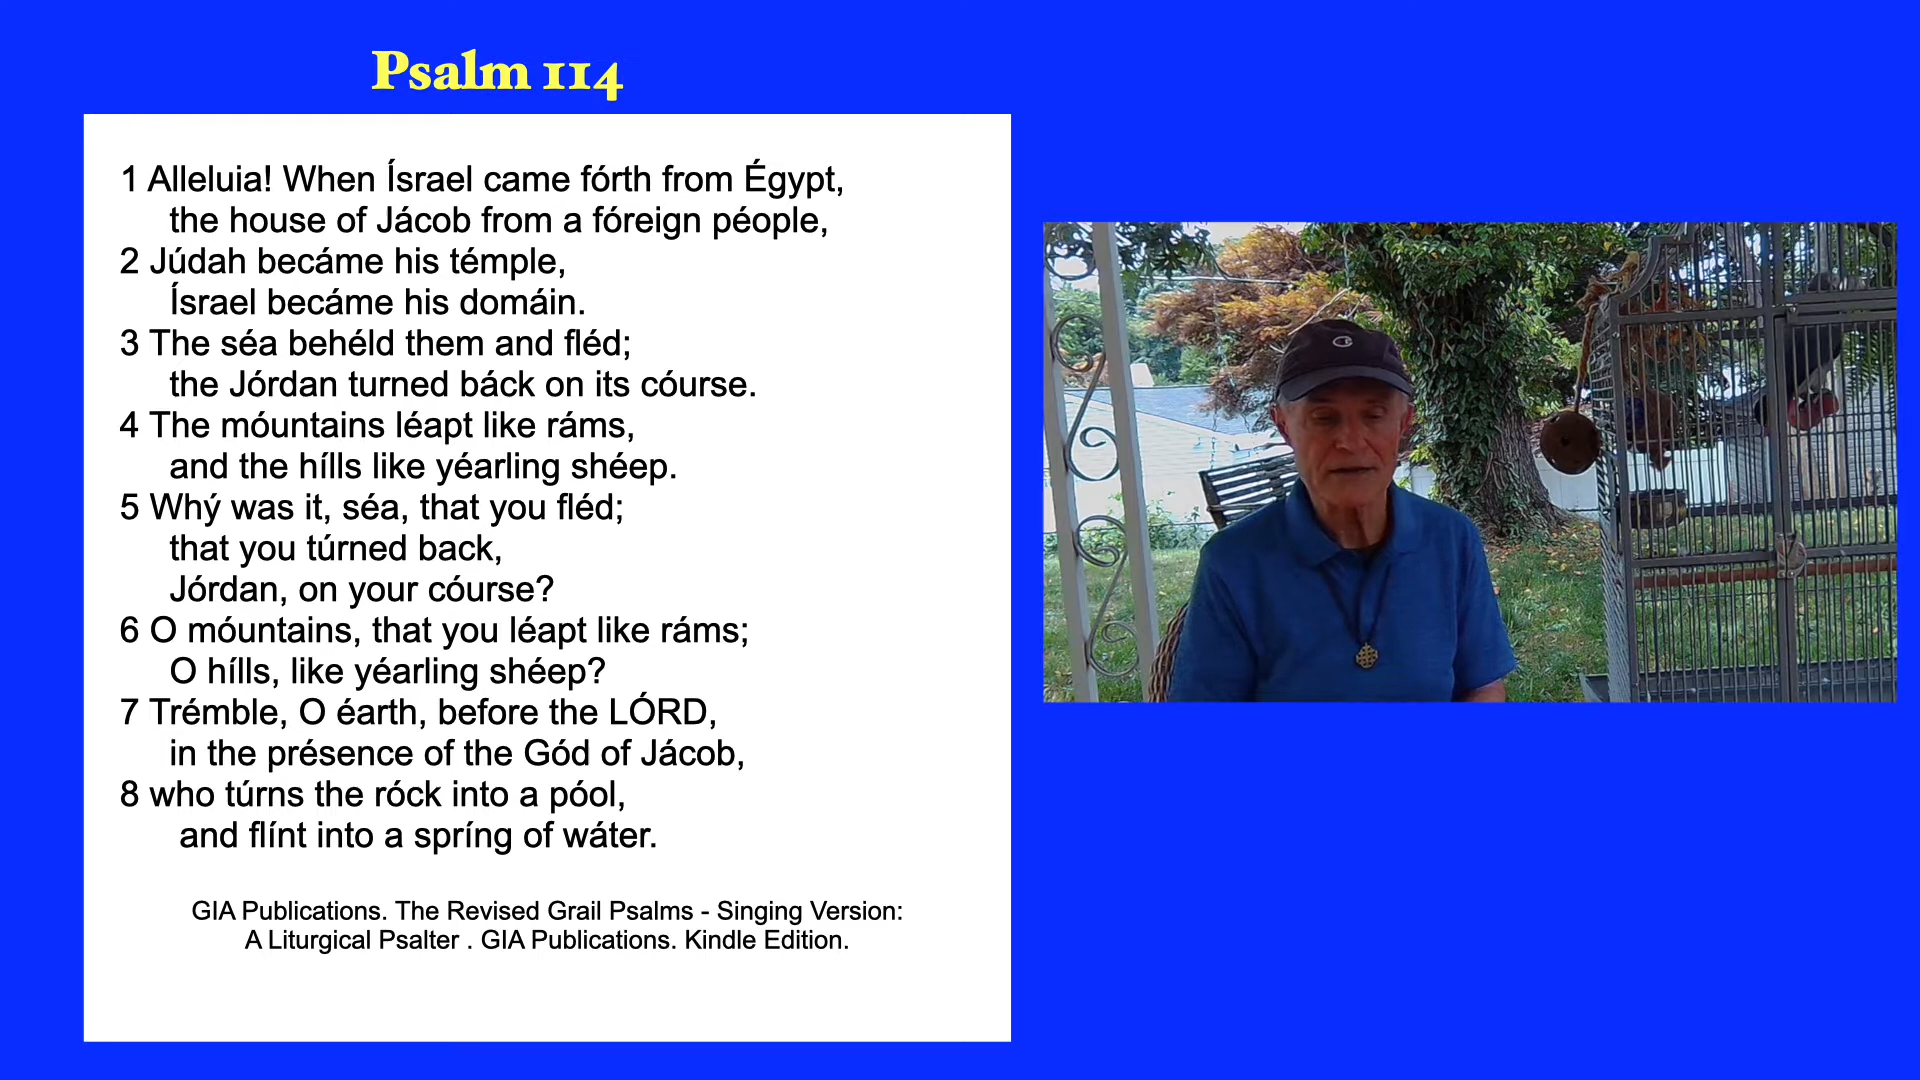 Psalm 114
1 Alleluia! When Ísrael came fórth from Égypt,
the house of Jácob from a fóreign péople,
2 Júdah becáme his témple,
Ísrael becáme his domáin.
3 The séa behéld them and fléd;
the Jórdan turned báck on its cóurse.
4 The móuntains léapt like ráms,
and the hílls like yéarling shéep.
5 Whý was it, séa, that you fléd;
that you túrned back,
Jórdan, on your cóurse?
6 O móuntains, that you léapt like ráms;
O hílls, like yéarling shéep?
7 Trémble, O éarth, before the LÓRD,
in the présence of the Gód of Jácob,
8 who túrns the róck into a póol,
and flínt into a spríng of wáter.
GIA Publications. The Revised Grail Psalms - Singing Version:
A Liturgical Psalter . GIA Publications. Kindle Edition.